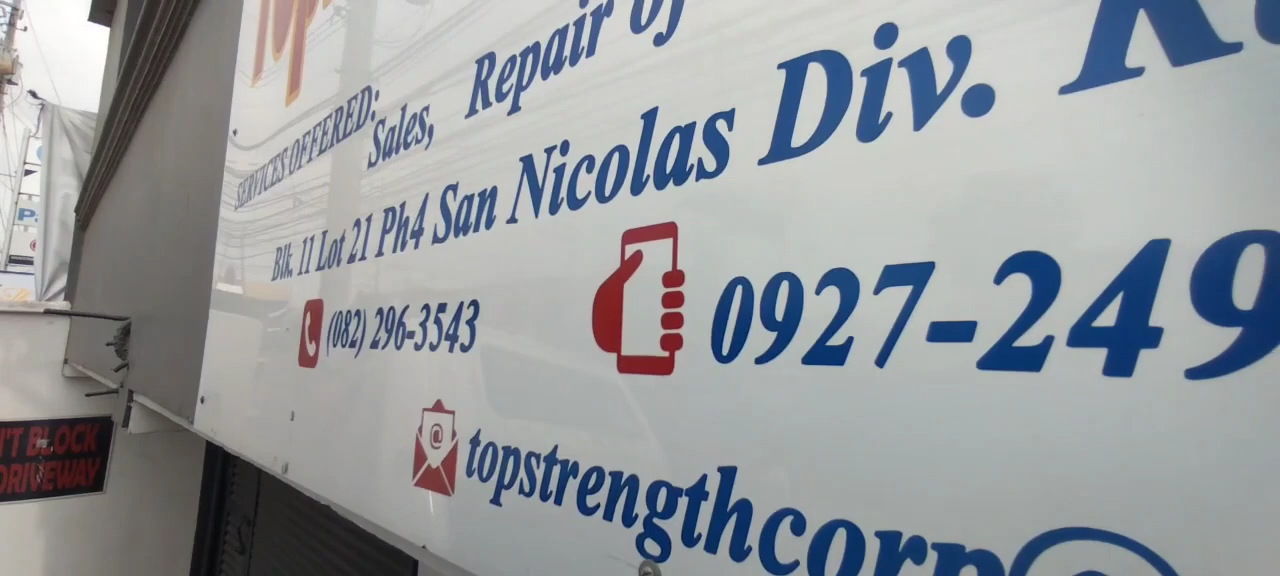 Top
SERVICES OFFERED:
Sales, Repair of
Blk. 11 Lot 21 Ph4 San Nicolas Div.
(082) 296-3543
0927-249
topstrengthcorp@
'T BLOCK
DRIVEWAY